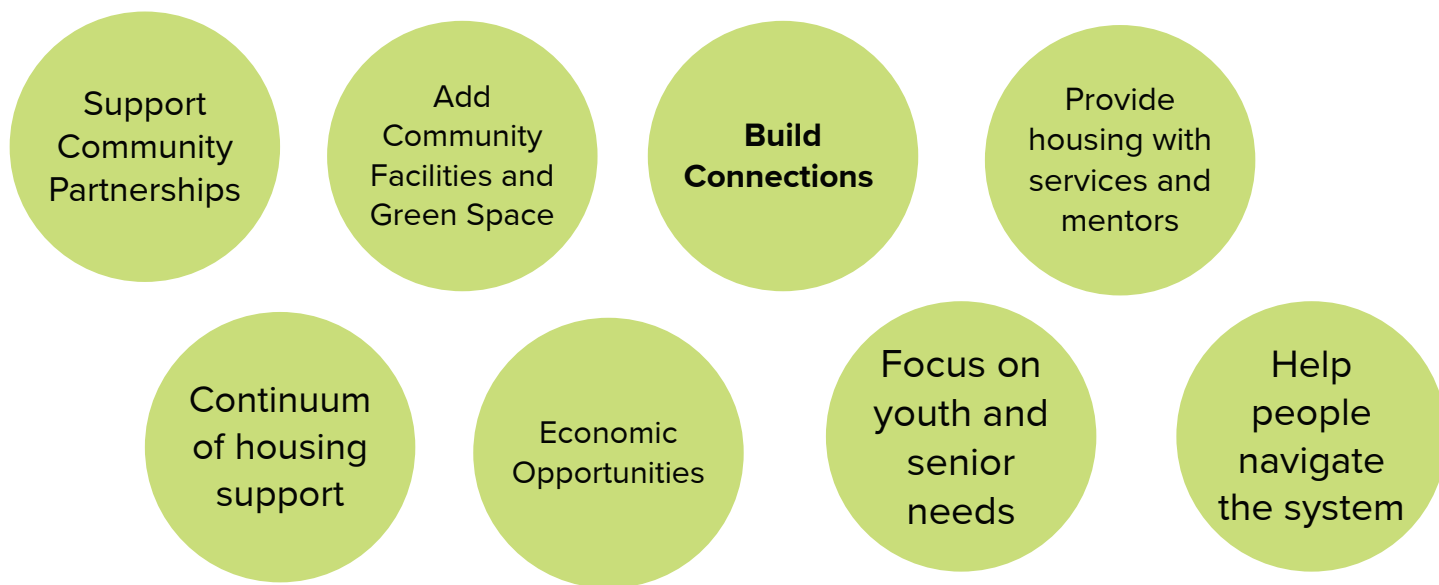 Support
Community
Partnerships
Add
Community
Facilities and
Green Space
Build
Connections
Provide
housing with
services and
mentors
Continuum
of housing
support
Economic
Opportunities
Focus on
youth and
senior
needs
Help
people
navigate
the system